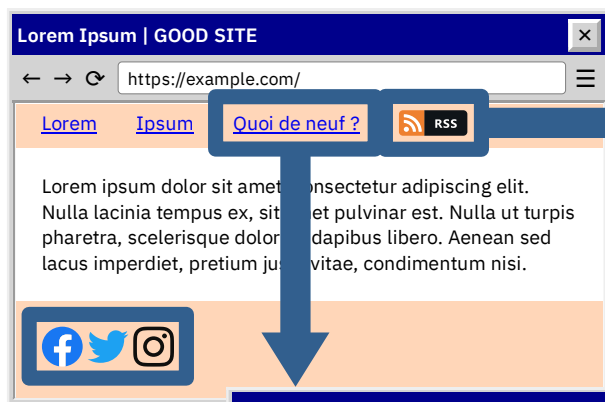 Lorem Ipsum | GOOD SITE
https://example.com/
Lorem Ipsum Quoi de neuf ? RSS
Lorem ipsum dolor sit amet onsectetur adipiscing elit.
Nulla lacinia tempus ex, sit et pulvinar est. Nulla ut turpis
pharetra, scelerisque dolor dapibus libero. Aenean sed
lacus imperdiet, pretium ju vitae, condimentum nisi.